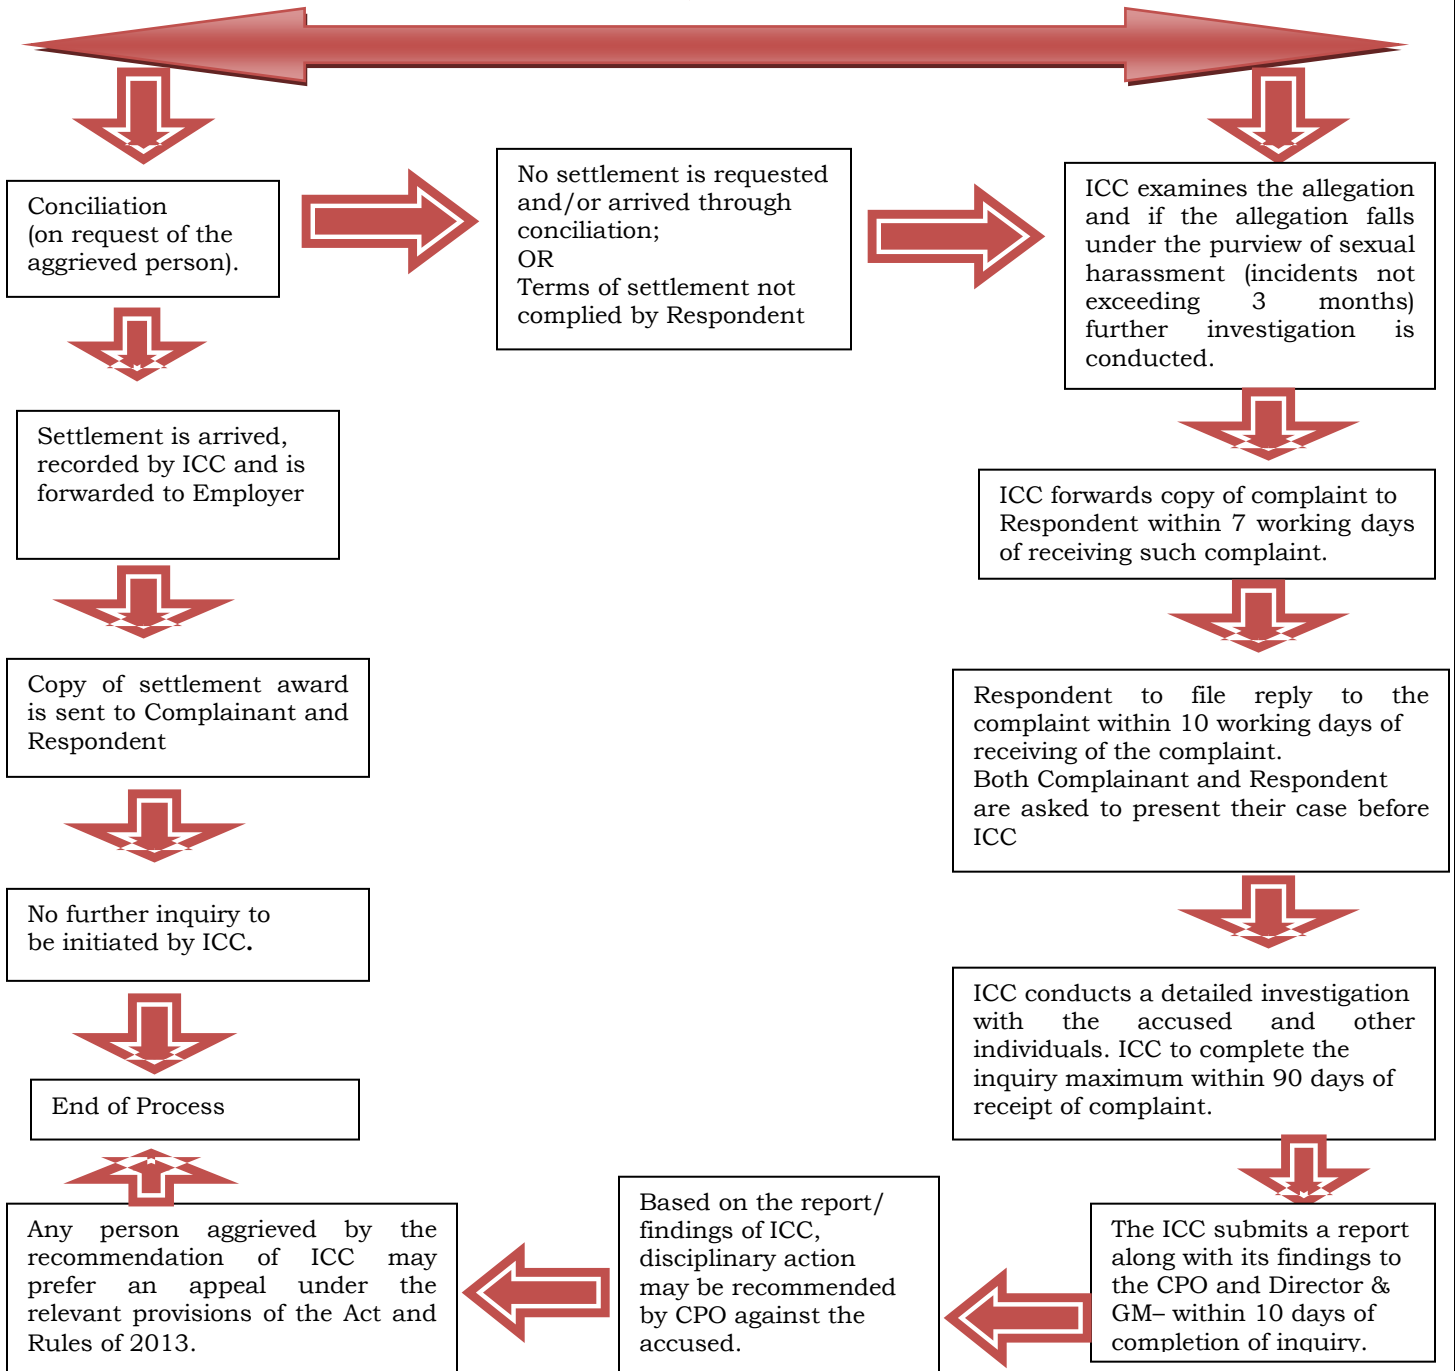 Conciliation
(on request of the
aggrieved person).
No settlement is requested
and/or arrived through
conciliation;
OR
Terms of settlement not
complied by Respondent
ICC examines the allegation
and if the allegation falls
under the purview of sexual
harassment (incidents not
exceeding 3 months)
further investigation is
conducted.
Settlement is arrived,
recorded by ICC and is
forwarded to Employer
ICC forwards copy of complaint to
Respondent within 7 working days
of receiving such complaint.
Copy of settlement award
is sent to Complainant and
Respondent
Respondent to file reply to the
complaint within 10 working days of
receiving of the complaint.
Both Complainant and Respondent
are asked to present their case before
ICC
No further inquiry to
be initiated by ICC.
ICC conducts a detailed investigation
with the accused and other
individuals. ICC to complete the
inquiry maximum within 90 days of
receipt of complaint.
End of Process
Any person aggrieved by the
recommendation of ICC may
prefer an appeal under the
relevant provisions of the Act and
Rules of 2013.
Based on the report/
findings of ICC,
disciplinary action
may be recommended
by CPO against the
accused.
The ICC submits a report
along with its findings to
the CPO and Director &
GM– within 10 days of
completion of inquiry.